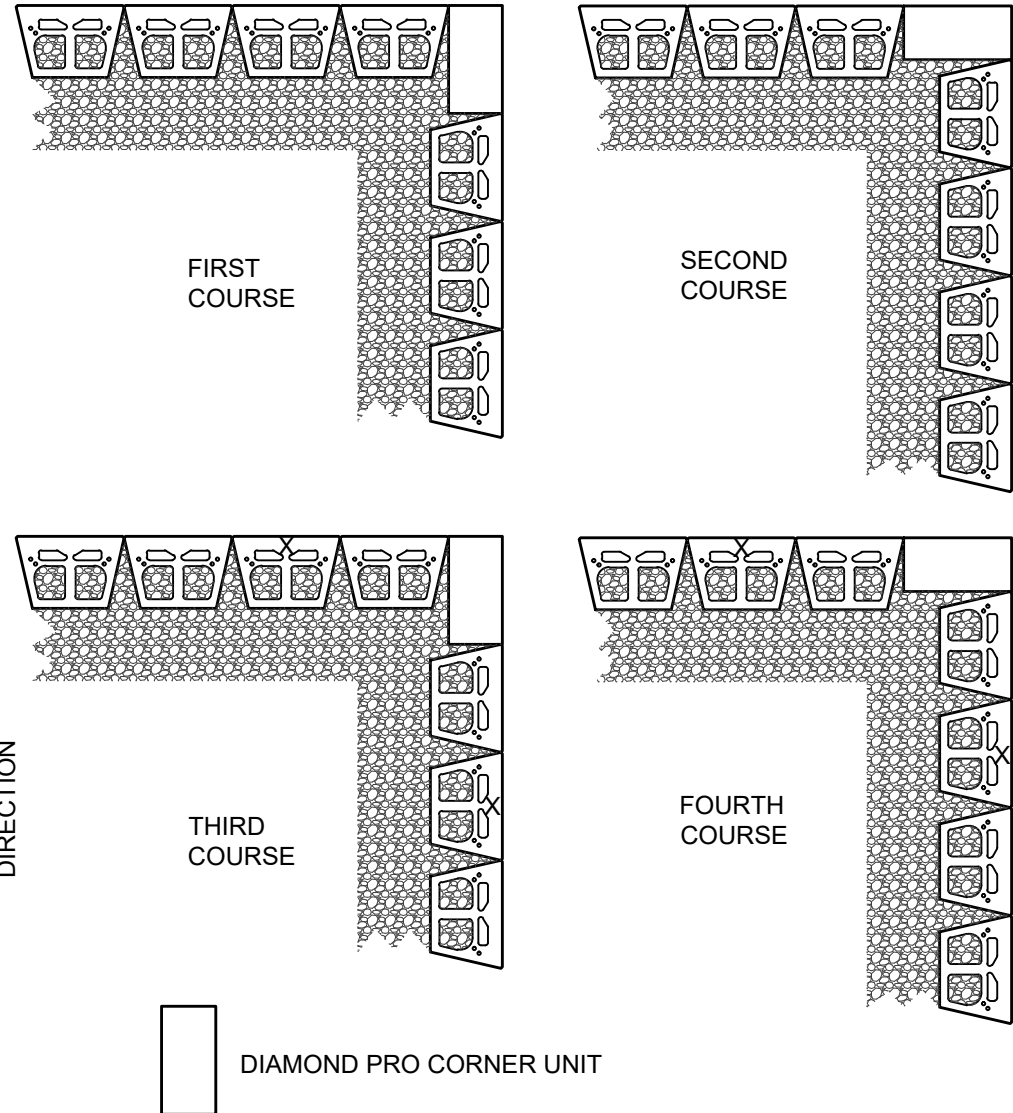 FIRST
COURSE
SECOND
COURSE
X
X
DIRECTION
THIRD
COURSE
X
FOURTH
COURSE
X
DIAMOND PRO CORNER UNIT